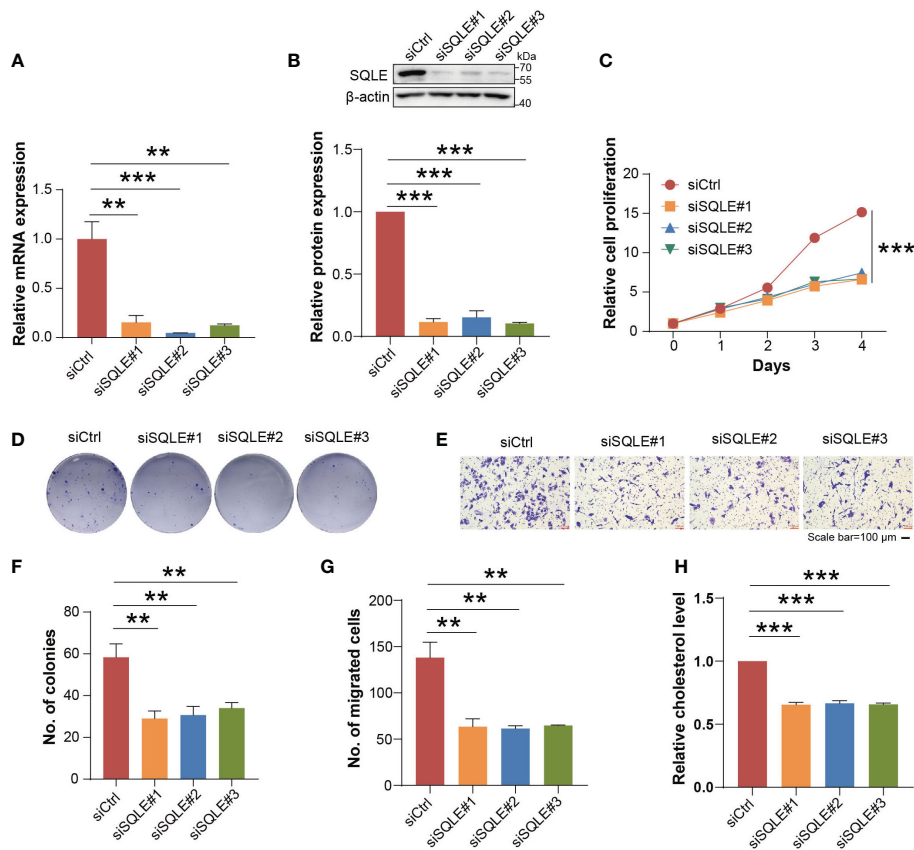 A
siCtrl
siSQLE#1
siSQLE#2
siSQLE#3
kDa
SQLE
70
55
β-actin
40
B
C
Relative mRNA expression
1.5
1.0
0.5
0.0
**
***
**
siCtrl
siSQLE#1
siSQLE#2
siSQLE#3
Relative protein expression
1.5
1.0
0.5
0.0
***
***
***
siCtrl
siSQLE#1
siSQLE#2
siSQLE#3
Relative cell proliferation
20
15
10
5
0
siCtrl
siSQLE#1
siSQLE#2
siSQLE#3
***
0 1 2 3 4
Days
D
siCtrl siSQLE#1 siSQLE#2 siSQLE#3
E
siCtrl siSQLE#1 siSQLE#2 siSQLE#3
Scale bar=100 μm
F
No. of colonies
80
60
40
20
0
**
**
**
siCtrl
siSQLE#1
siSQLE#2
siSQLE#3
G
No. of migrated cells
200
150
100
50
0
**
**
**
siCtrl
siSQLE#1
siSQLE#2
siSQLE#3
H
Relative cholesterol level
1.5
1.0
0.5
0.0
***
***
***
siCtrl
siSQLE#1
siSQLE#2
siSQLE#3